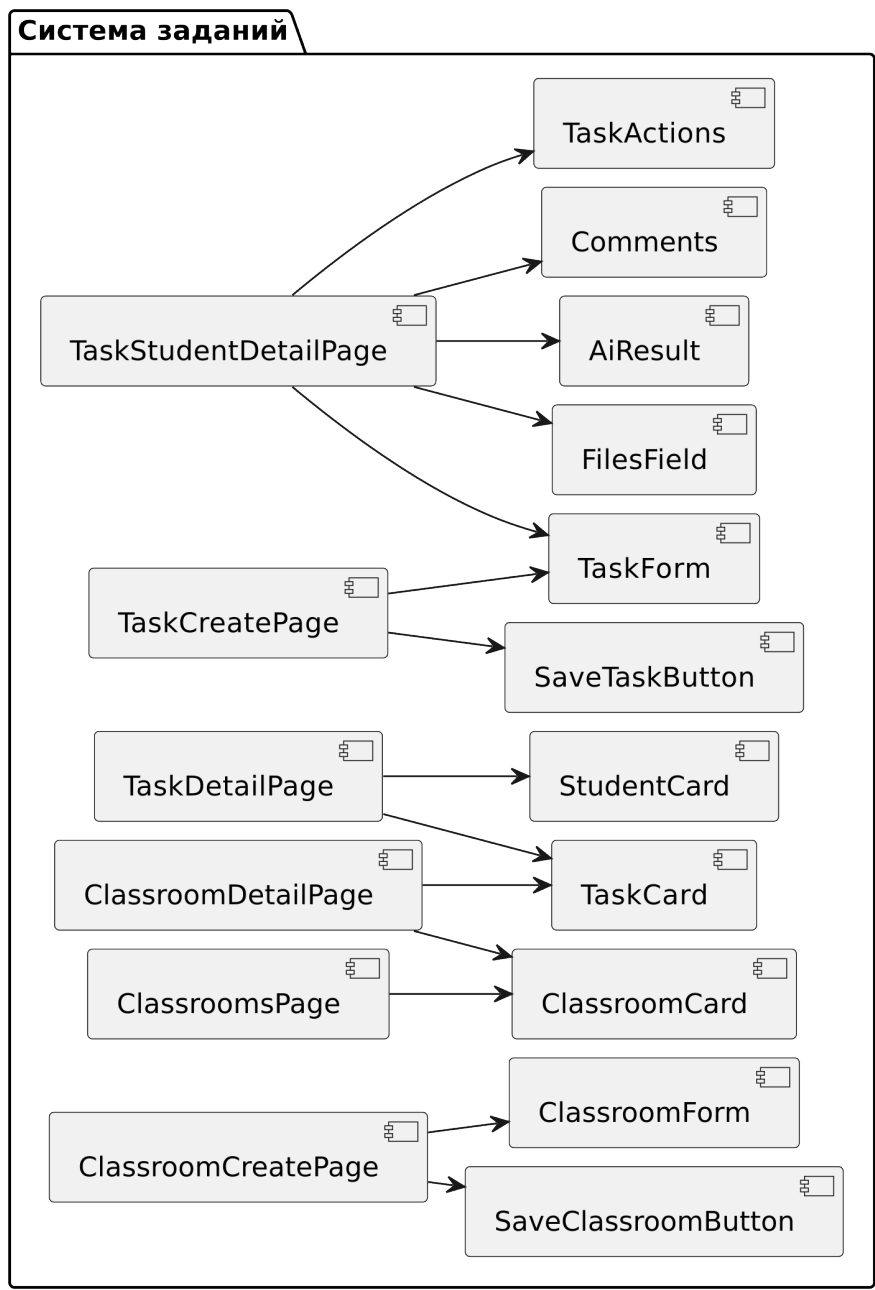 Система заданий
TaskActions
Comments
TaskStudentDetailPage
AiResult
FilesField
TaskForm
TaskCreatePage
SaveTaskButton
TaskDetailPage
StudentCard
ClassroomDetailPage
TaskCard
ClassroomsPage
ClassroomCard
ClassroomForm
ClassroomCreatePage
SaveClassroomButton